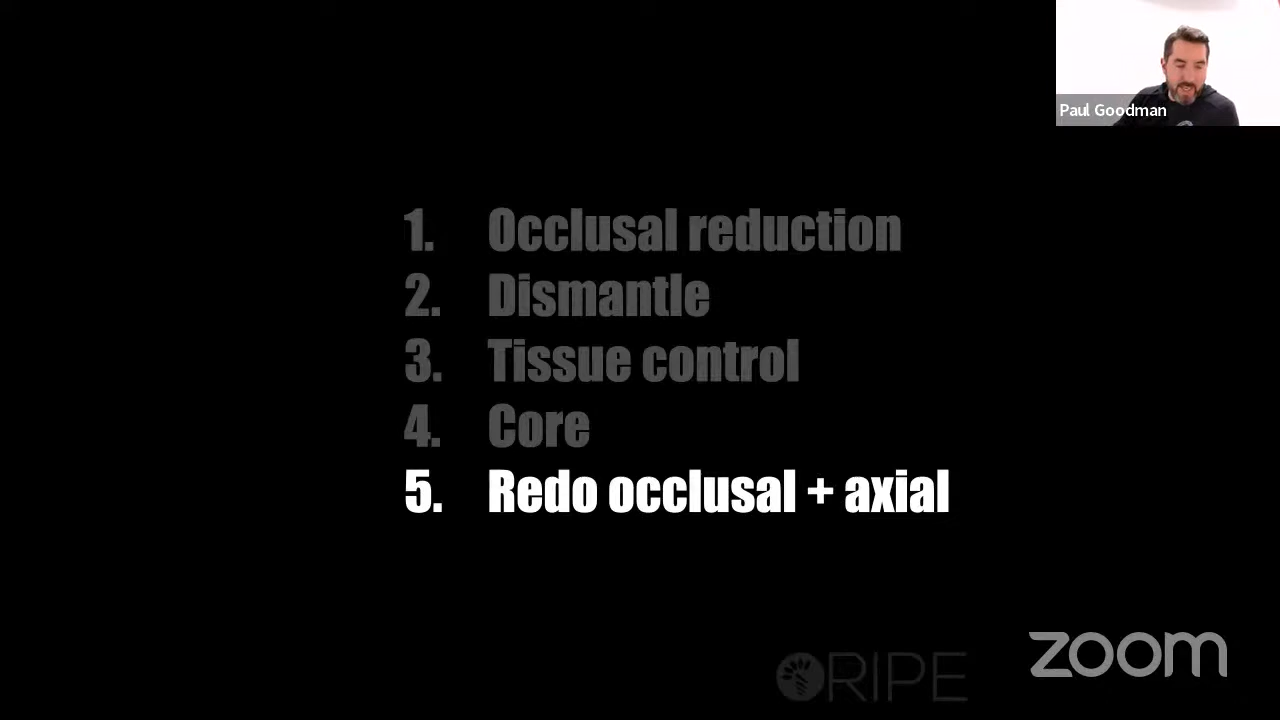 Paul Goodman
1. Occlusal reduction
2. Dismantle
3. Tissue control
4. Core
5. Redo occlusal + axial
RIPE
zoom